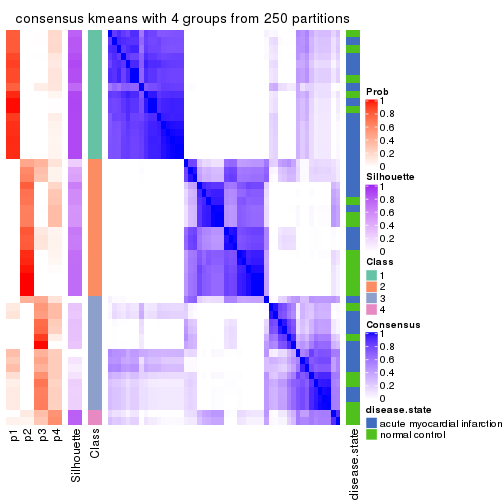 consensus kmeans with 4 groups from 250 partitions
Prob
1
0.8
0.6
0.4
0.2
0
Silhouette
1
0.8
0.6
0.4
0.2
0
Class
1
2
3
4
Consensus
1
0.8
0.6
0.4
0.2
0
disease.state
acute myocardial infarction
normal control
p1
p2
p3
p4
Silhouette
Class
disease.state